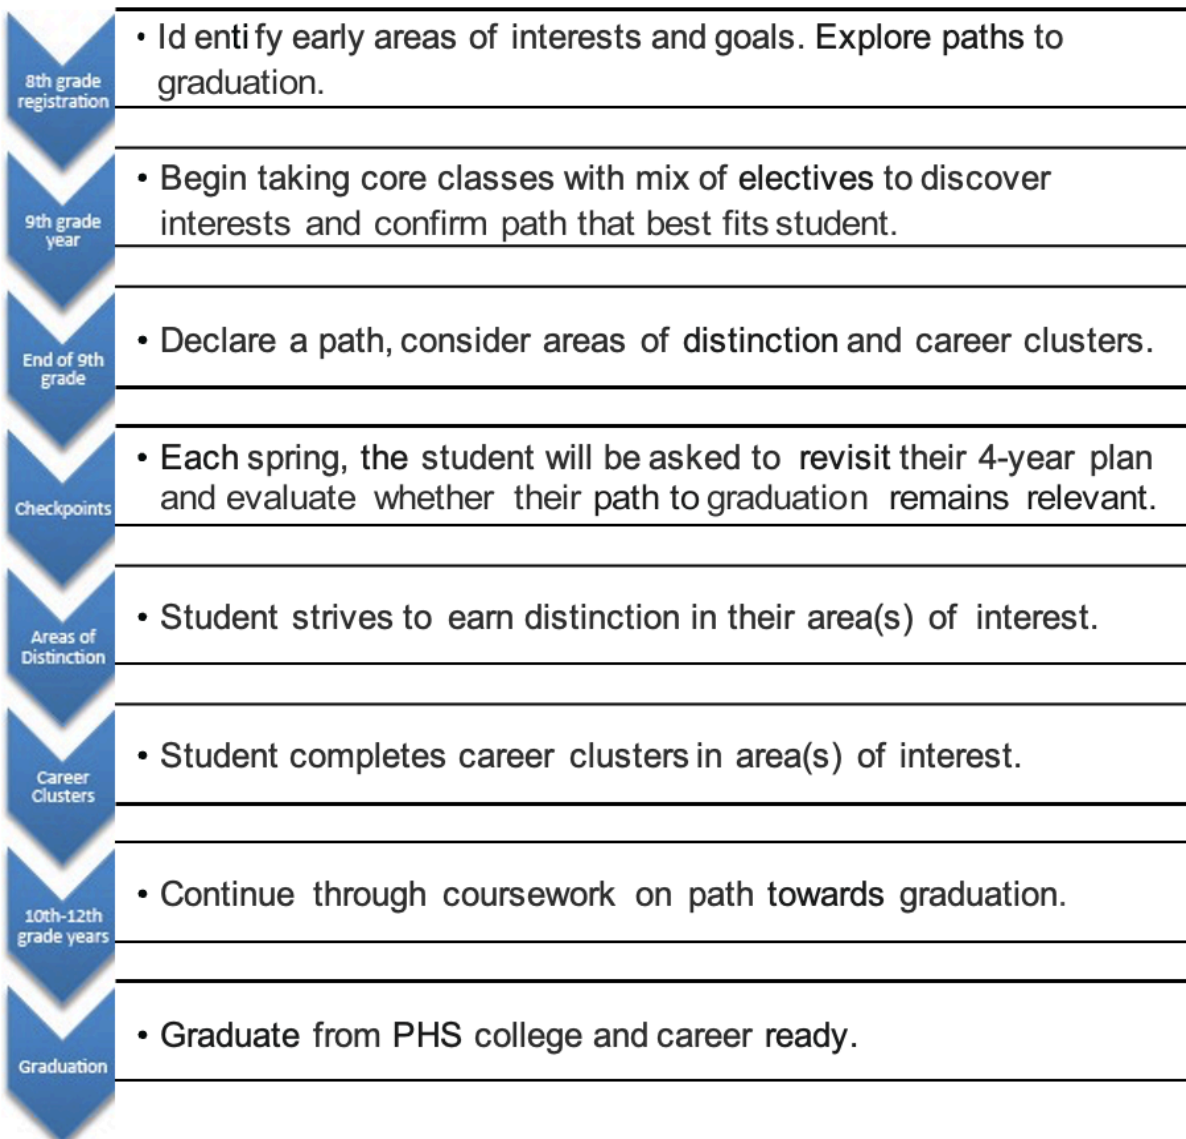 8th grade
registration
• Identify early areas of interests and goals. Explore paths to
graduation.
9th grade
year
• Begin taking core classes with mix of electives to discover
interests and confirm path that best fits student.
End of 9th
grade
• Declare a path, consider areas of distinction and career clusters.
Checkpoints
• Each spring, the student will be asked to revisit their 4-year plan
and evaluate whether their path to graduation remains relevant.
Areas of
Distinction
• Student strives to earn distinction in their area(s) of interest.
Career
Clusters
• Student completes career clusters in area(s) of interest.
10th-12th
grade years
• Continue through coursework on path towards graduation.
Graduation
• Graduate from PHS college and career ready.